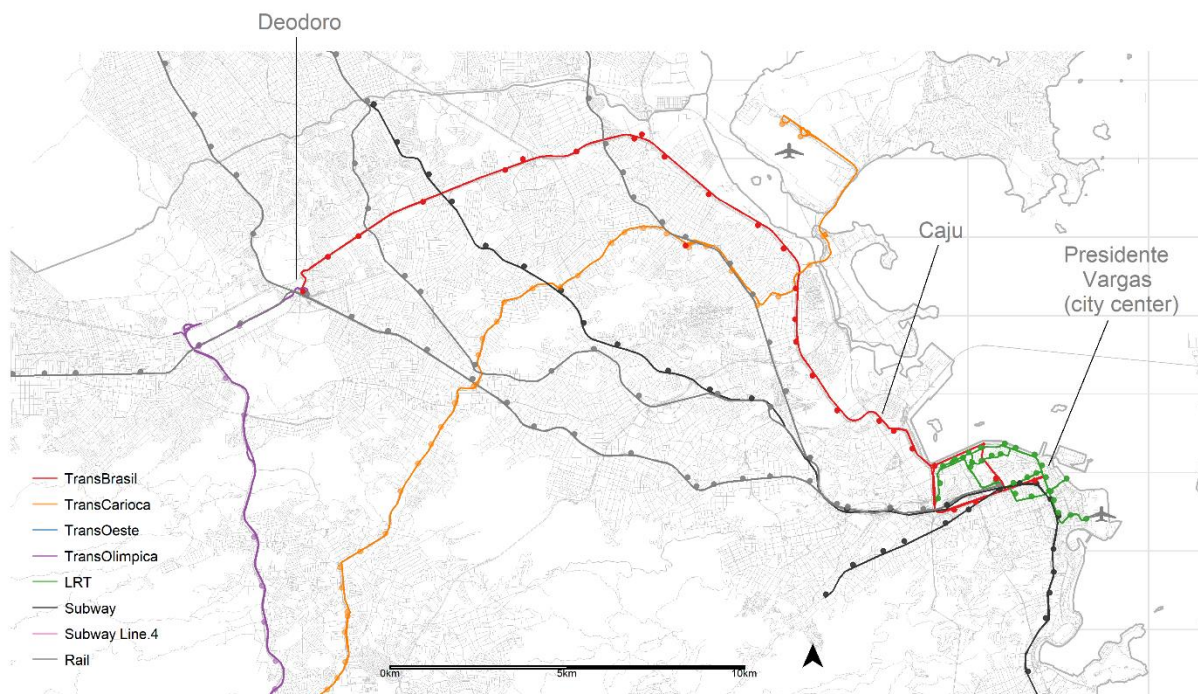 Deodoro
Caju
Presidente
Vargas
(city center)
TransBrasil
TransCarioca
TransOeste
TransOlimpica
LRT
Subway
Subway Line.4
Rail
0km
5km
10km